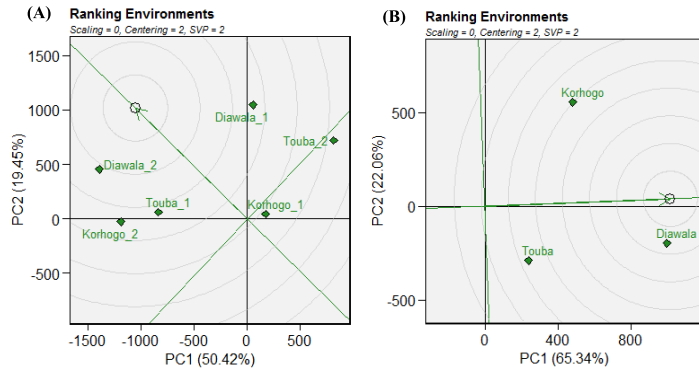 (A)
Ranking Environments
Scaling = 0, Centering = 2, SVP = 2
1500
1000
500
0
-500
PC2 (19.45%)
Diawala_1
Touba_2
Diawala_2
Touba_1
Korhogo_1
Korhogo_2
-1500
-1000
-500
0
500
PC1 (50.42%)
(B)
Ranking Environments
Scaling = 0, Centering = 2, SVP = 2
500
0
-500
PC2 (22.06%)
Korhogo
Diawala
Touba
0
400
800
PC1 (65.34%)